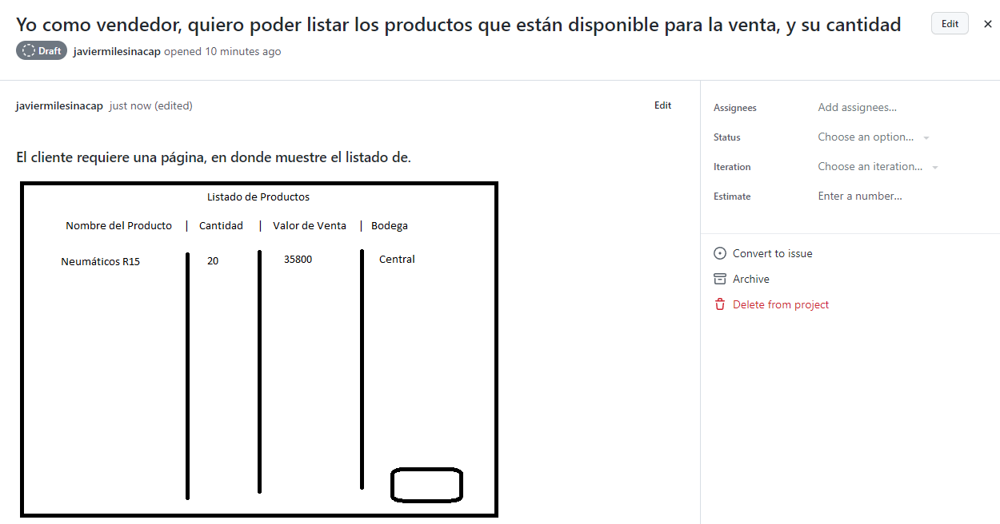 Yo como vendedor, quiero poder listar los productos que están disponible para la venta, y su cantidad
Edit
Draft javiermilesinacap opened 10 minutes ago
javiermilesinacap just now (edited)
Edit
El cliente requiere una página, en donde muestre el listado de.
Listado de Productos
Nombre del Producto | Cantidad | Valor de Venta | Bodega
Neumáticos R15 20 35800 Central
Assignees Add assignees...
Status Choose an option...
Iteration Choose an iteration...
Estimate Enter a number...
Convert to issue
Archive
Delete from project